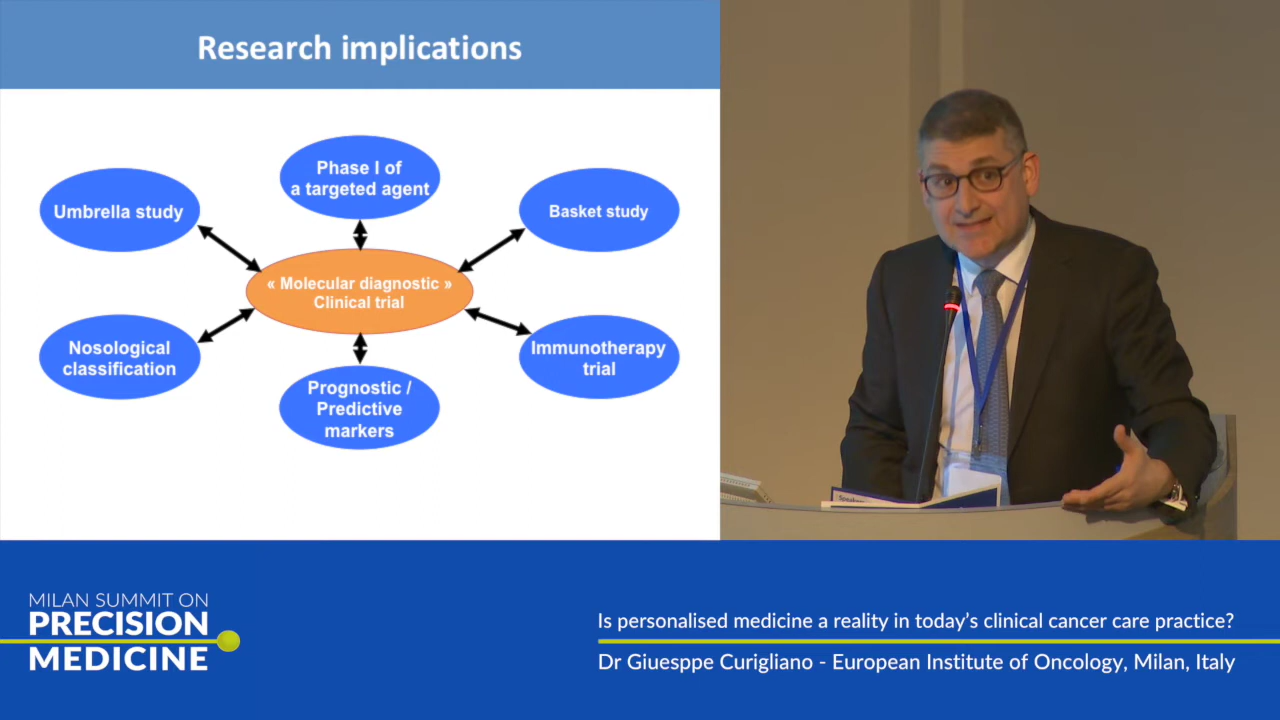 Research implications
Phase I of
a targeted agent
Umbrella study
Basket study
« Molecular diagnostic »
Clinical trial
Nosological
classification
Immunotherapy
trial
Prognostic /
Predictive
markers
Speaker
MILAN SUMMIT ON
PRECISION
MEDICINE
Is personalised medicine a reality in today's clinical cancer care practice?
Dr Giuesppe Curigliano - European Institute of Oncology, Milan, Italy